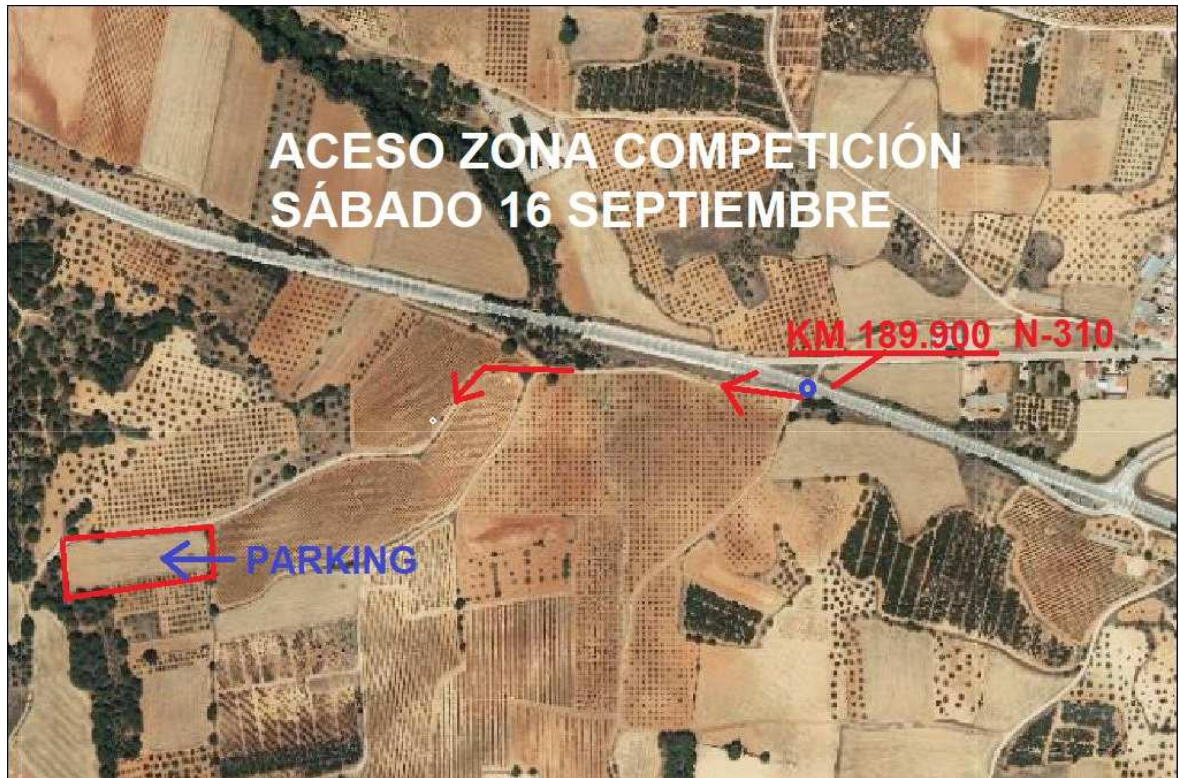 ACESO ZONA COMPETICIÓN
SÁBADO 16 SEPTIEMBRE
KM 189.900 N-310
PARKING